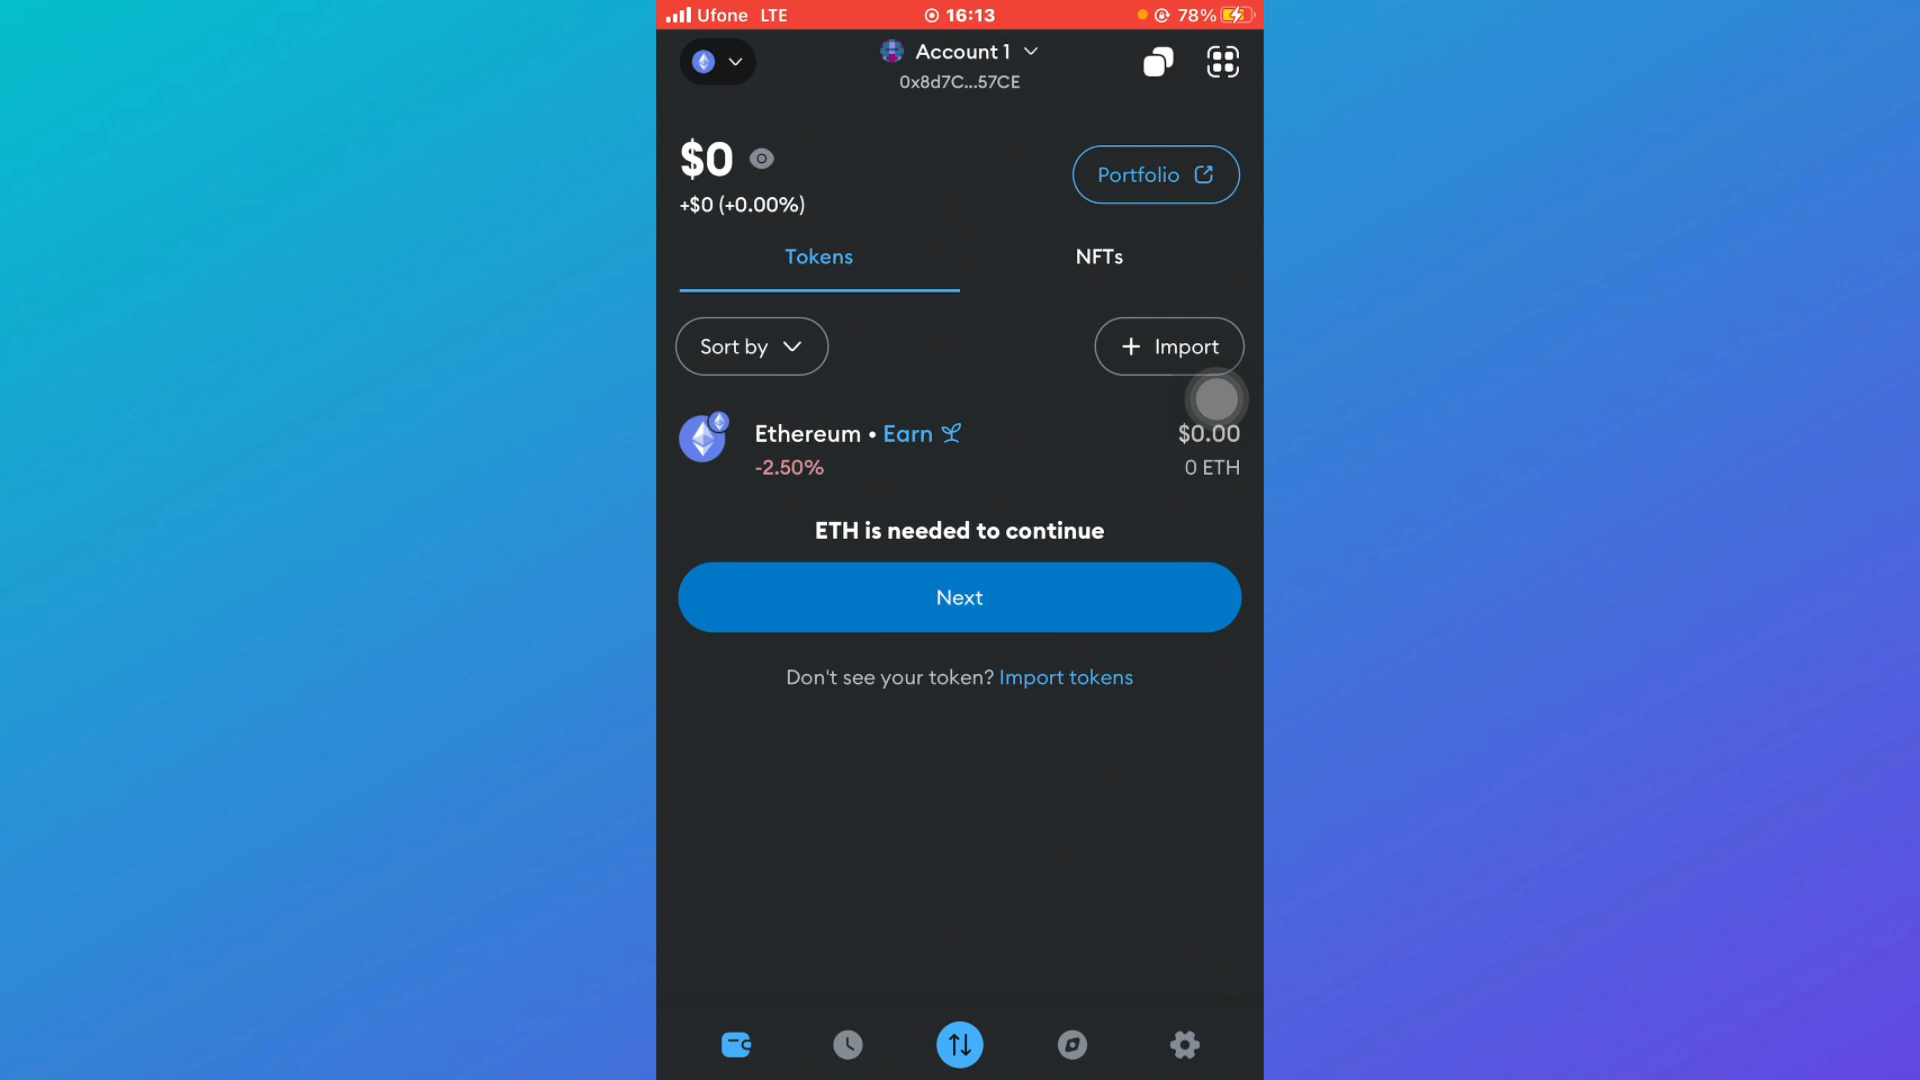 Ufone LTE 16:13 78%
Account 1
0x8d7C...57CE
$0
Portfolio
+$0 (+0.00%)
Tokens NFTs
Sort by + Import
Ethereum • Earn $0.00
-2.50% 0 ETH
ETH is needed to continue
Next
Don't see your token? Import tokens